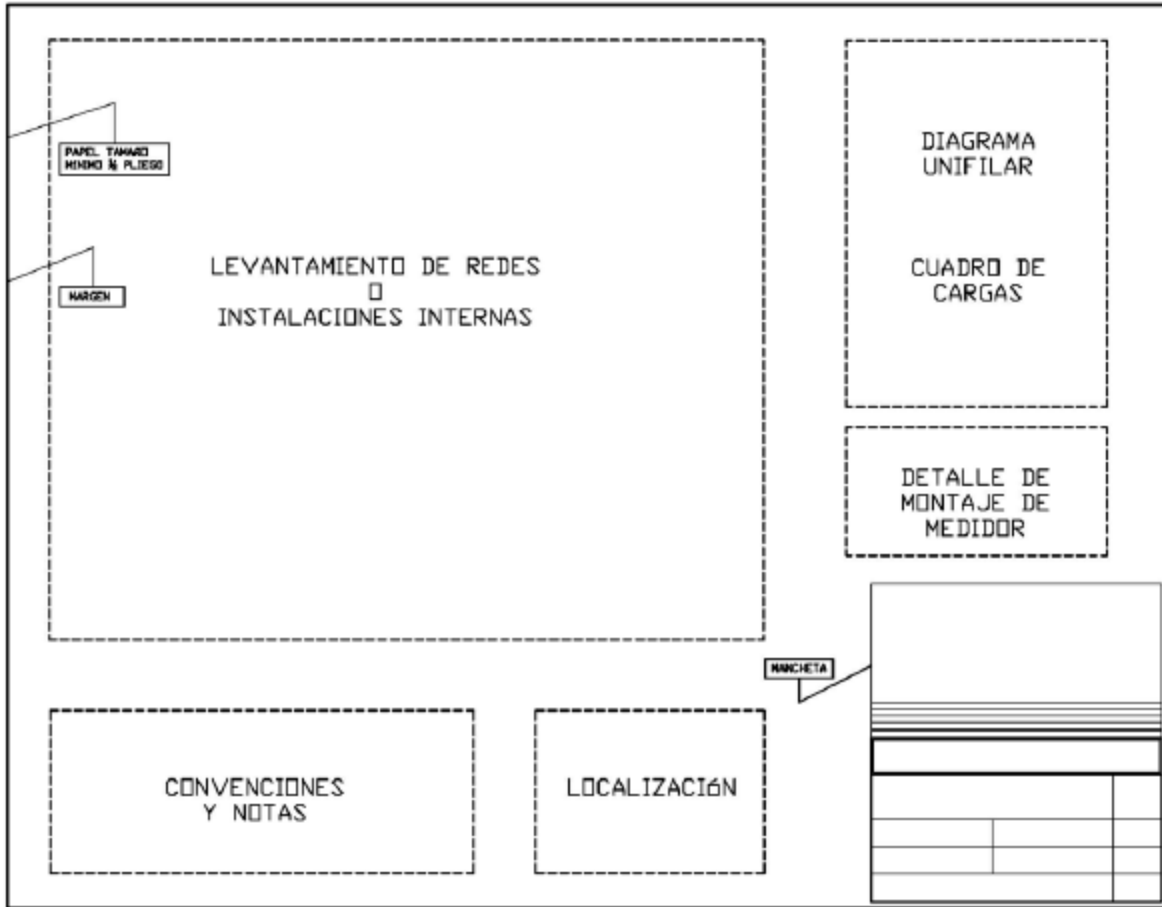 PAPEL TAMAÑO
MINIMO ½ PLIEGO
MARGEN
LEVANTAMIENTO DE REDES
O
INSTALACIONES INTERNAS
DIAGRAMA
UNIFILAR
CUADRO DE
CARGAS
DETALLE DE
MONTAJE DE
MEDIDOR
MANCHETA
CONVENCIONES
Y NOTAS
LOCALIZACIóN